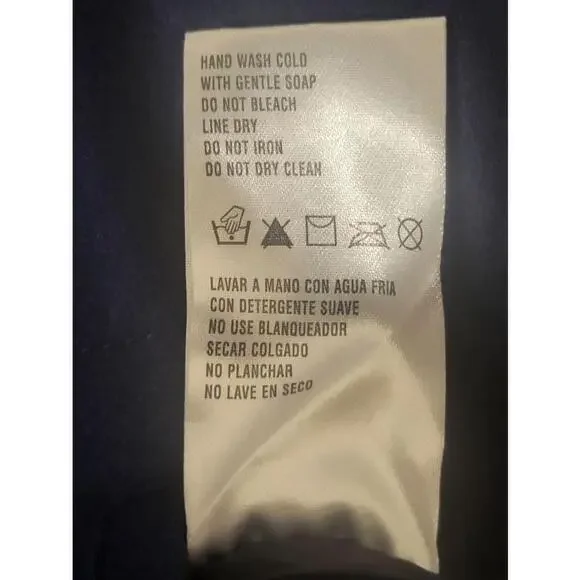 HAND WASH COLD
WITH GENTLE SOAP
DO NOT BLEACH
LINE DRY
DO NOT IRON
DO NOT DRY CLEAN
LAVAR A MANO CON AGUA FRIA
CON DETERGENTE SUAVE
NO USE BLANQUEADOR
SECAR COLGADO
NO PLANCHAR
NO LAVE EN SECO